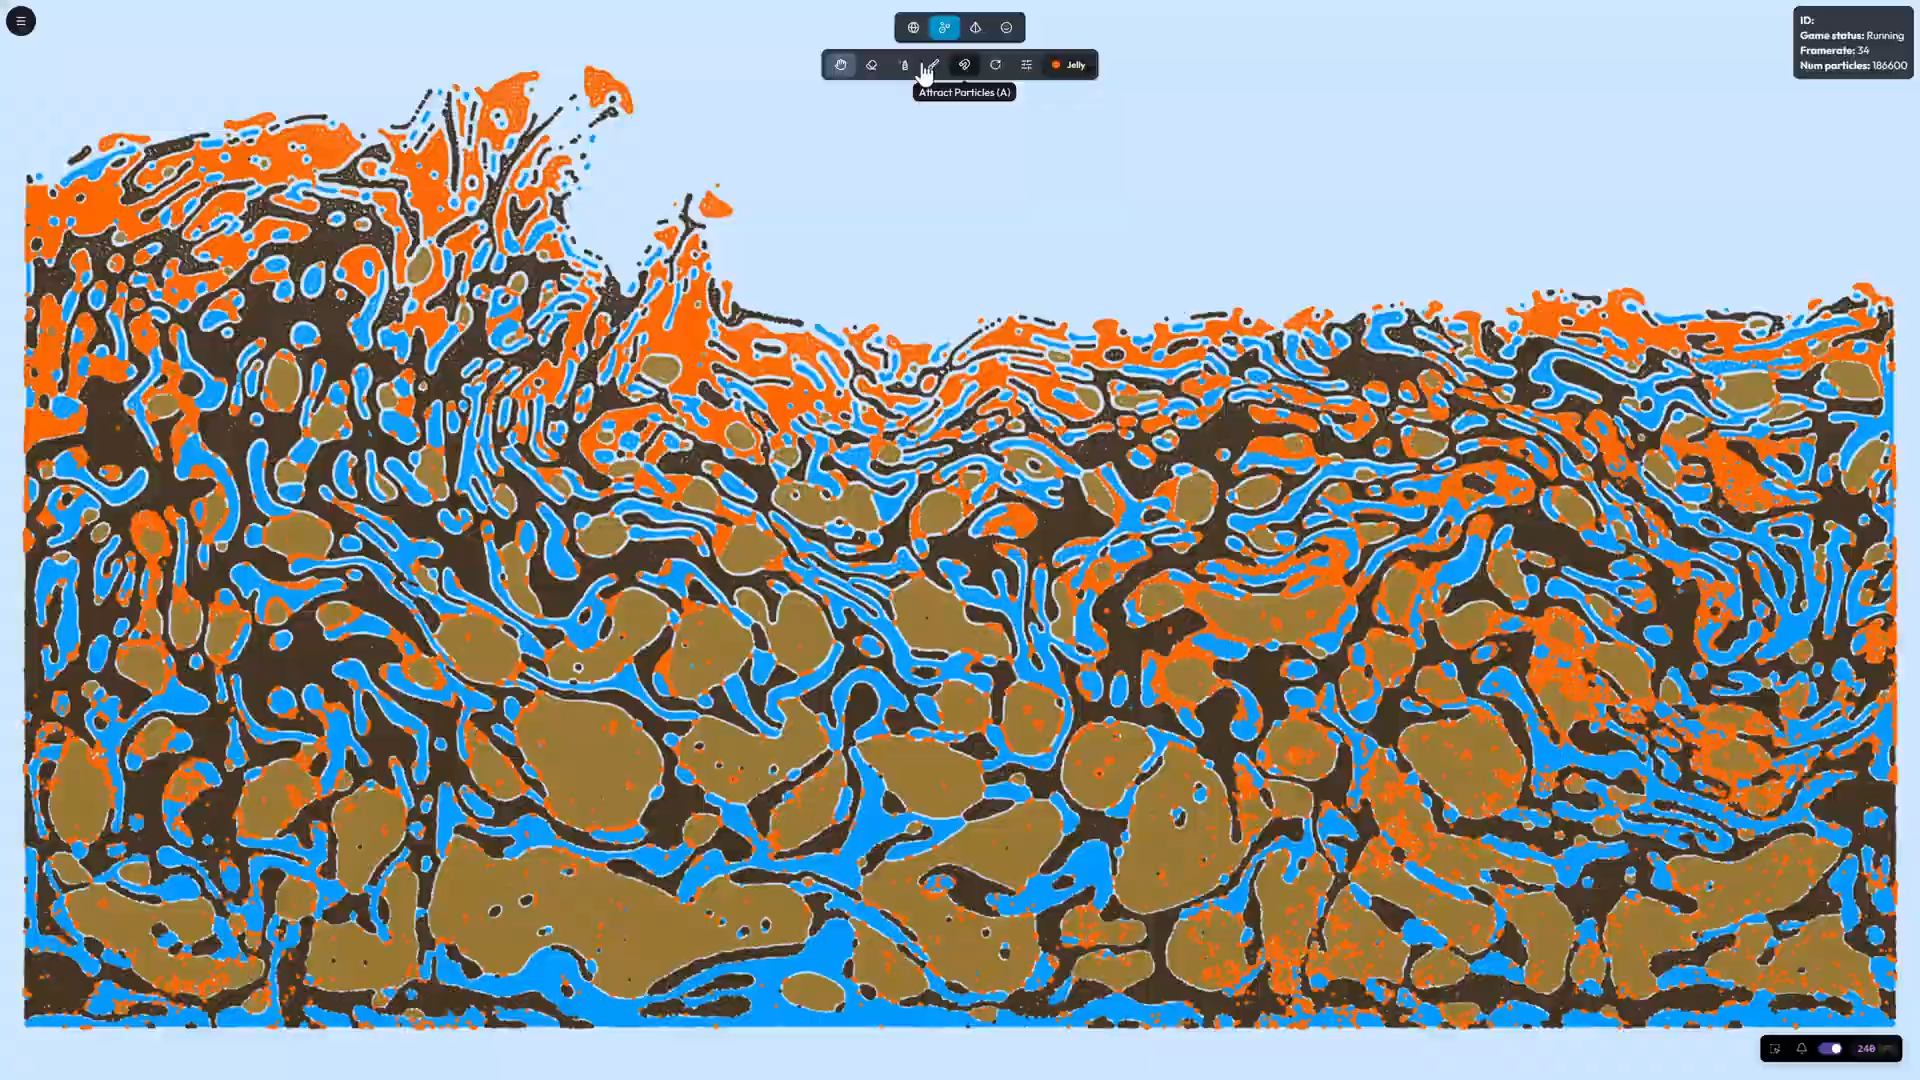 ID:
Game status: Running
Framerate: 34
Num particles: 186600
Jelly
Attract Particles (A)
240